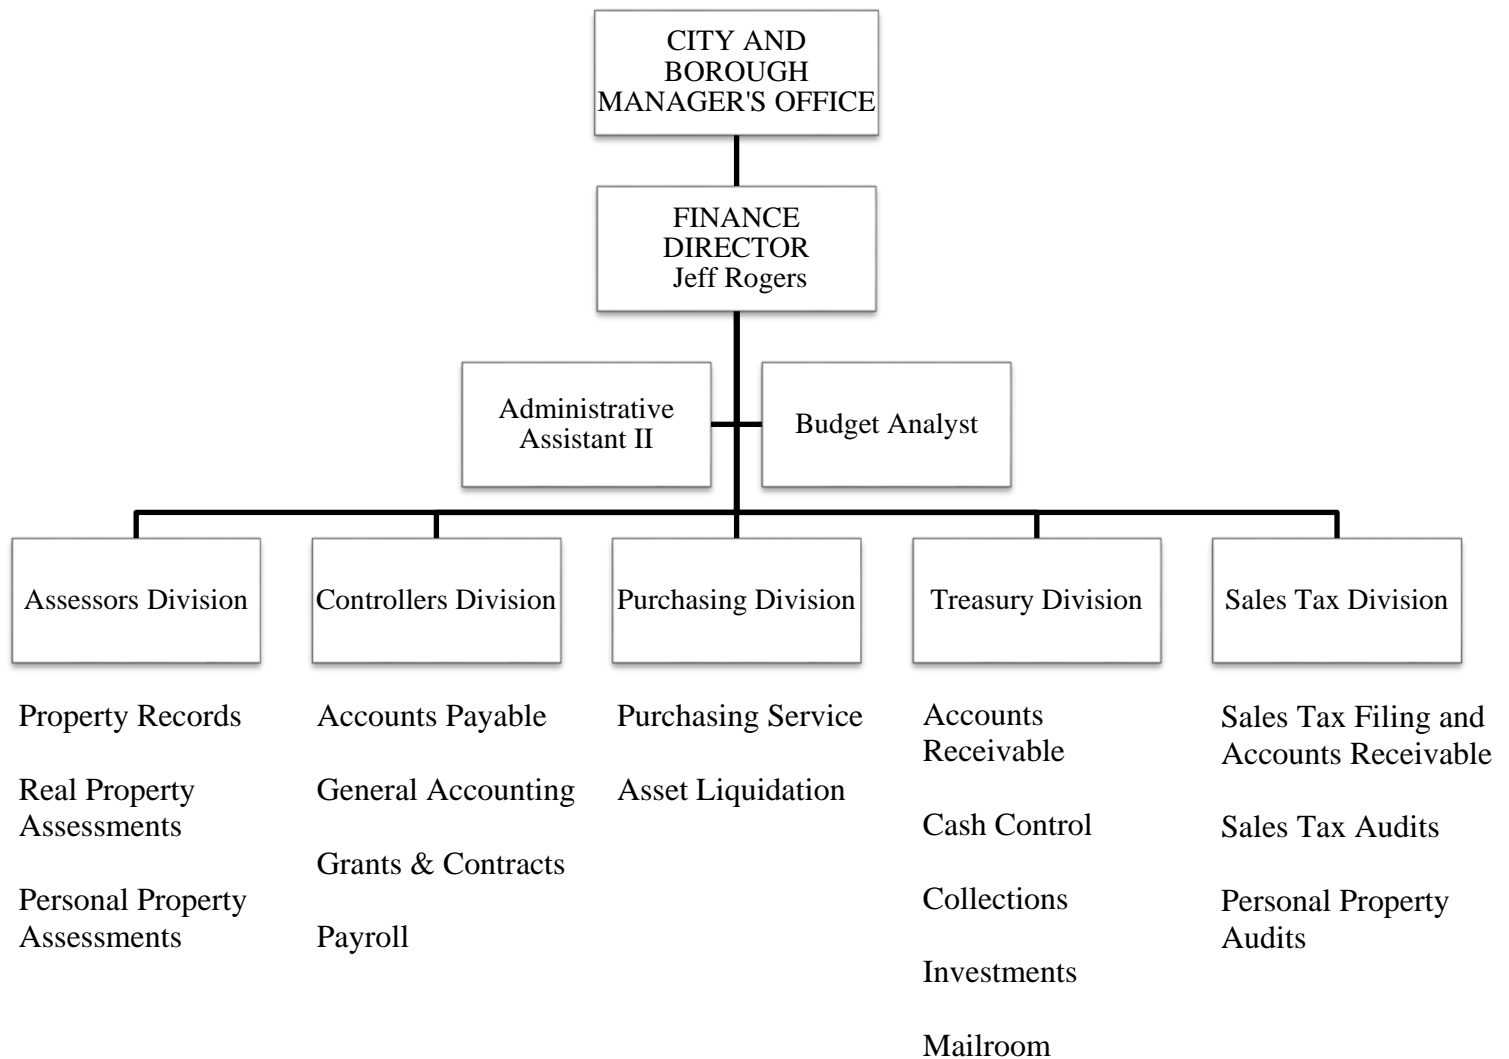 CITY AND
BOROUGH
MANAGER'S OFFICE
FINANCE
DIRECTOR
Jeff Rogers
Administrative
Assistant II
Budget Analyst
Assessors Division
Controllers Division
Purchasing Division
Treasury Division
Sales Tax Division
Property Records
Real Property
Assessments
Personal Property
Assessments
Accounts Payable
General Accounting
Grants & Contracts
Payroll
Purchasing Service
Asset Liquidation
Accounts
Receivable
Cash Control
Collections
Investments
Mailroom
Sales Tax Filing and
Accounts Receivable
Sales Tax Audits
Personal Property
Audits